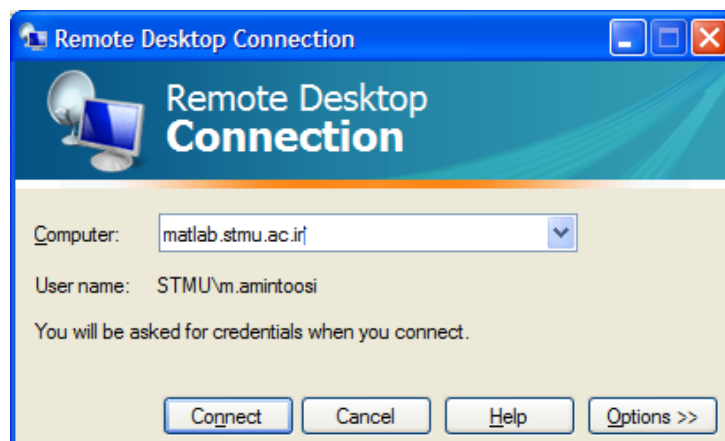 Remote Desktop Connection
Remote Desktop
Connection
Computer: matlab.stmu.ac.ir
User name: STMU\m.amintoosi
You will be asked for credentials when you connect.
Connect Cancel Help Options >>